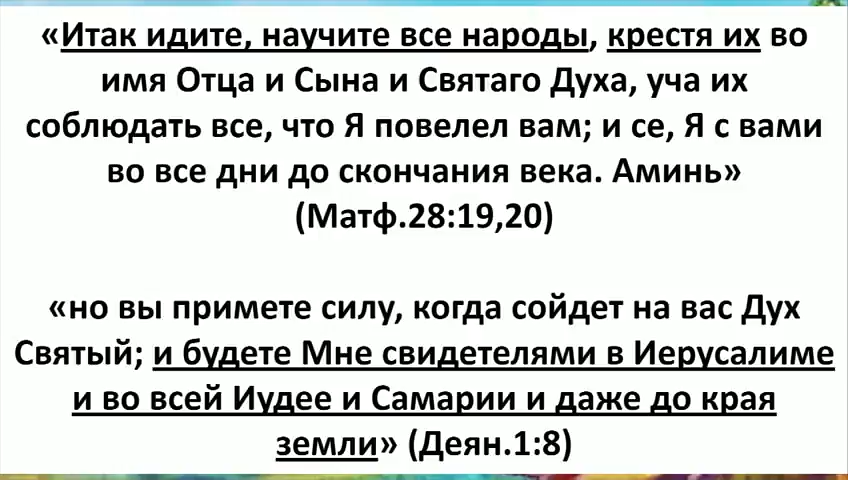 «Итак идите, научите все народы, крестя их во
имя Отца и Сына и Святаго Духа, уча их
соблюдать все, что Я повелел вам; и се, Я с вами
во все дни до скончания века. Аминь»
(Матф.28:19,20)
«но вы примете силу, когда сойдет на вас Дух
Святый; и будете Мне свидетелями в Иерусалиме
и во всей Иудее и Самарии и даже до края
земли» (Деян.1:8)